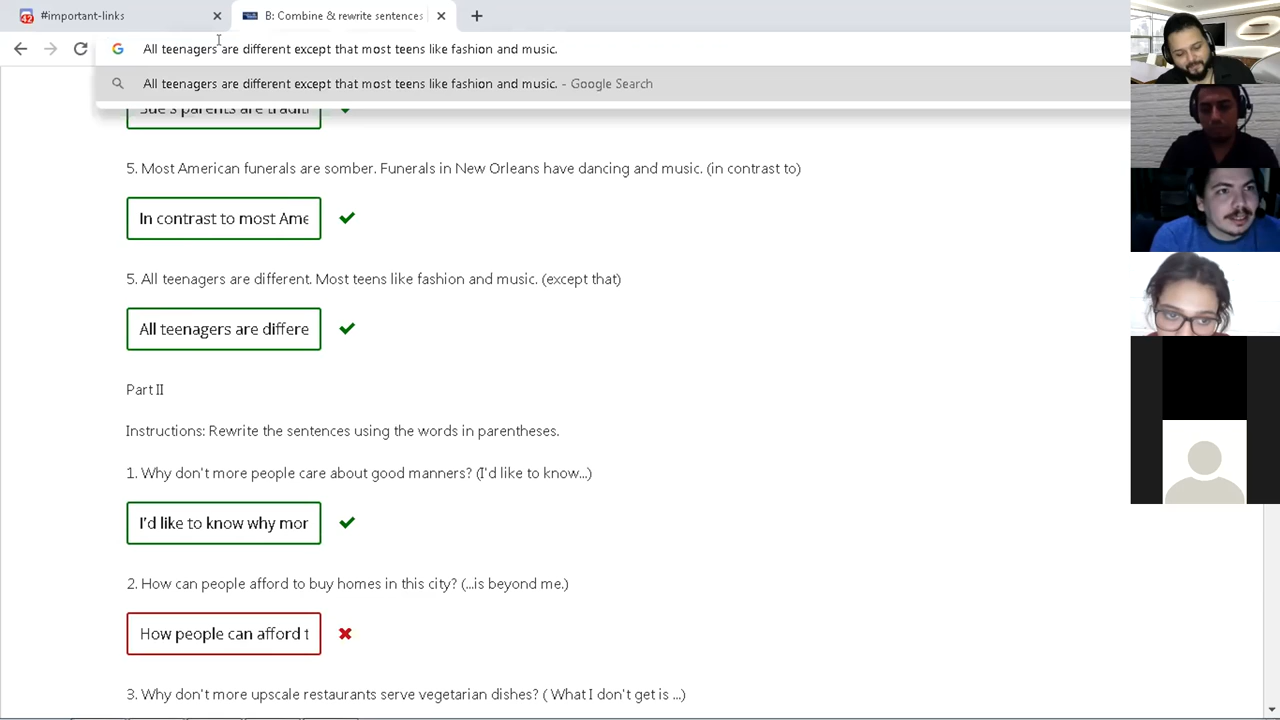 42
#important-links
B: Combine & rewrite sentences
All teenagers are different except that most teens like fashion and music.
All teenagers are different except that most teens like fashion and music. - Google Search
Sue's parents are traditi
5. Most American funerals are somber. Funerals in New Orleans have dancing and music. (in contrast to)
In contrast to most Ame
5. All teenagers are different. Most teens like fashion and music. (except that)
All teenagers are differe
Part II
Instructions: Rewrite the sentences using the words in parentheses.
1. Why don't more people care about good manners? (I'd like to know...)
I'd like to know why mor
2. How can people afford to buy homes in this city? (...is beyond me.)
How people can afford t
3. Why don't more upscale restaurants serve vegetarian dishes? ( What I don't get is ...)